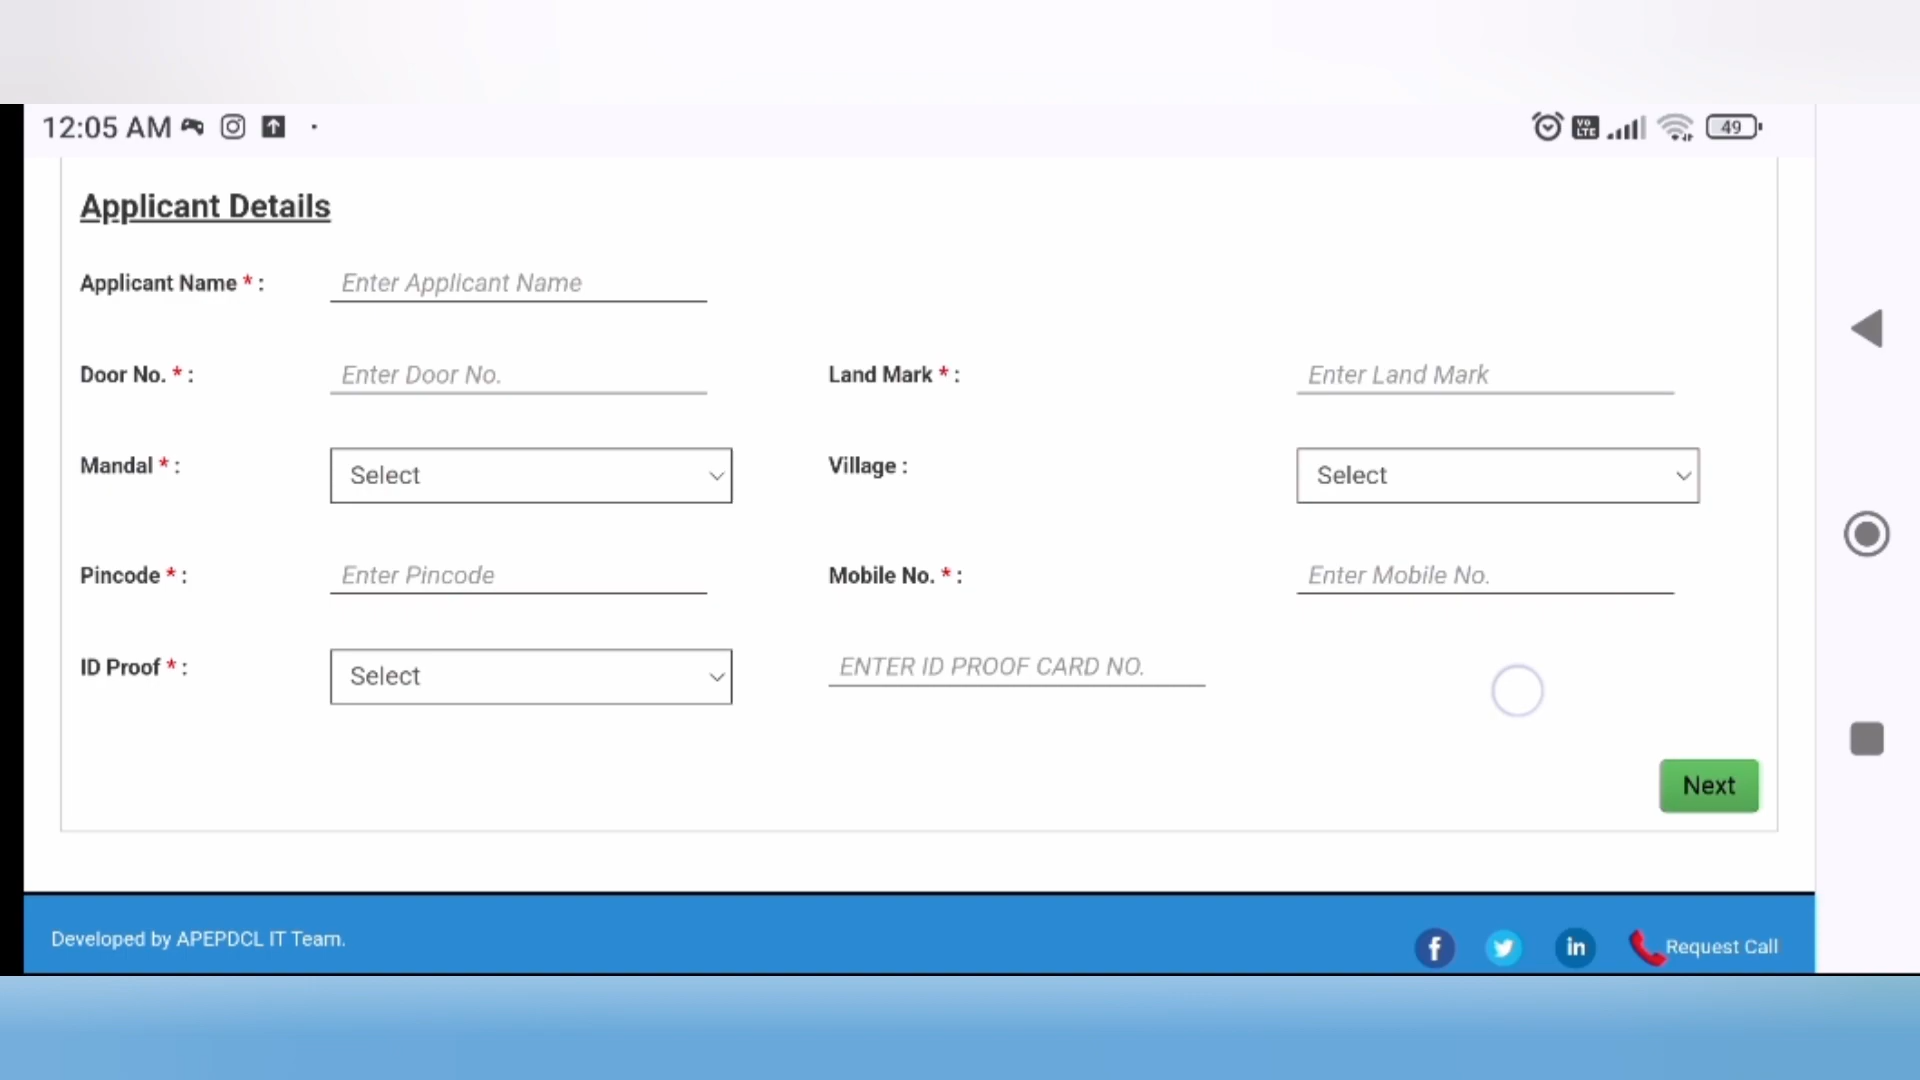 12:05 AM
VO LTE
49
Applicant Details
Applicant Name * :
Enter Applicant Name
Door No. * :
Enter Door No.
Land Mark * :
Enter Land Mark
Mandal * :
Select
Village :
Select
Pincode * :
Enter Pincode
Mobile No. * :
Enter Mobile No.
ID Proof * :
Select
ENTER ID PROOF CARD NO.
Next
Developed by APEPDCL IT Team.
f
in
Request Call